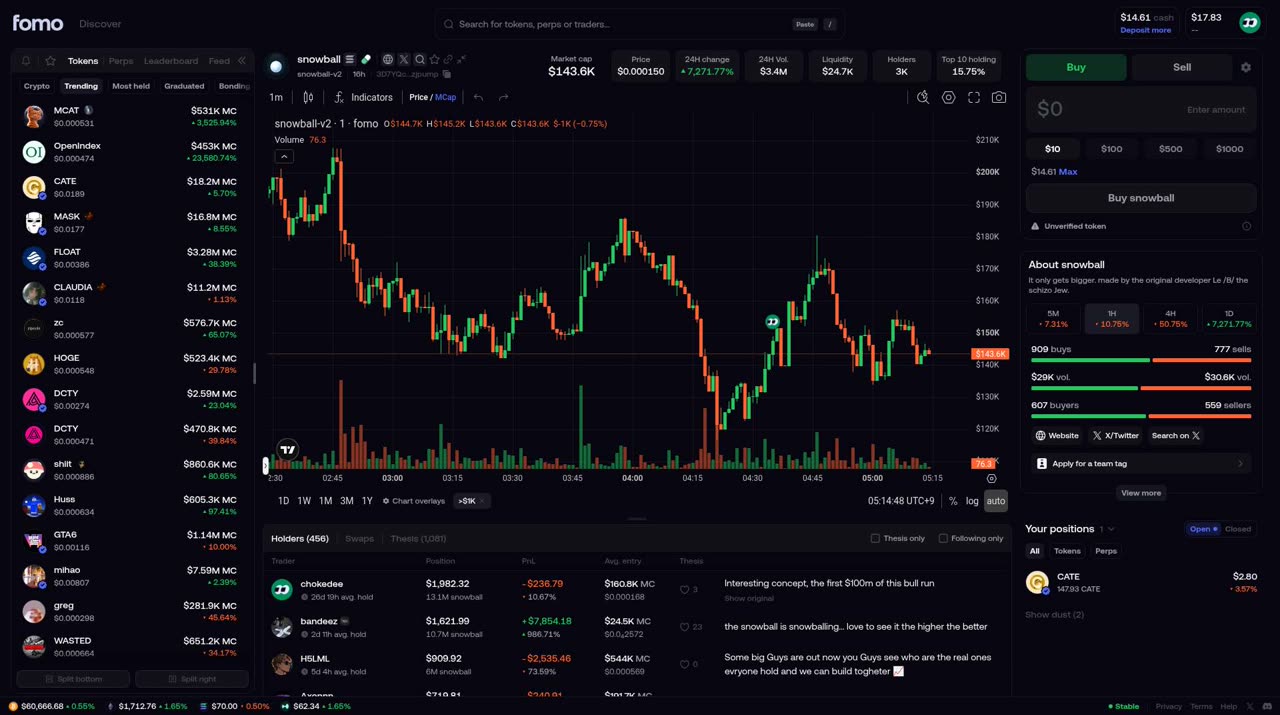 fomo
Discover
Search for tokens, perps or traders...
Paste
/
$14.61 cash
Deposit more
$17.83
--
Tokens Perps Leaderboard Feed
Crypto Trending Most held Graduated Bonding
MCAT $531K MC
$0.000531 3,525.94%
OpenIndex $453K MC
$0.000474 23,580.74%
CATE $18.2M MC
$0.0189 5.70%
MASK $16.8M MC
$0.0177 8.55%
FLOAT $3.28M MC
$0.00386 38.39%
CLAUDIA $11.2M MC
$0.0118 1.13%
zc $576.7K MC
$0.000577 65.07%
HOGE $523.4K MC
$0.000548 29.78%
DCTY $2.59M MC
$0.00274 23.04%
DCTY $470.8K MC
$0.000471 39.84%
shiit $860.6K MC
$0.000886 80.65%
Huss $605.3K MC
$0.000634 97.41%
GTA6 $1.14M MC
$0.00116 10.00%
mihao $7.59M MC
$0.00807 2.39%
greg $281.9K MC
$0.000298 45.64%
WASTED $651.2K MC
$0.000664 34.17%
Split bottom Split right
snowball
snowball-v2 16h 3D7YQo...zjpump
Market cap
$143.6K
Price
$0.000150
24H change
7,271.77%
24H Vol.
$3.4M
Liquidity
$24.7K
Holders
3K
Top 10 holding
15.75%
1m Indicators Price / MCap
snowball-v2 · 1 · fomo O$144.7K H$145.2K L$143.6K C$143.6K $-1K (−0.75%)
Volume 76.3
$210K
$200K
$190K
$180K
$170K
$160K
$150K
$143.6K
$140K
$130K
$120K
76.3
2:30 02:45 03:00 03:15 03:30 03:45 04:00 04:15 04:30 04:45 05:00 05:15
1D 1W 1M 3M 1Y Chart overlays >$1K × 05:14:48 UTC+9 % log auto
Holders (456) Swaps Thesis (1,081) Thesis only Following only
Trader Position PnL Avg. entry Thesis
chokedee $1,982.32 -$236.79 $160.8K MC 3 Interesting concept, the first $100m of this bull run
26d 19h avg. hold 13.1M snowball 10.67% $0.000168 Show original
bandeez $1,621.99 +$7,854.18 $24.5K MC 23 the snowball is snowballing... love to see it the higher the better
2d 11h avg. hold 10.7M snowball 986.71% $0.0₄2572
H5LML $909.92 -$2,535.46 $544K MC 0 Some big Guys are out now you Guys see who are the real ones
5d 4h avg. hold 6M snowball 73.59% $0.000569 evryone hold and we can build togheter
Buy Sell
$0 Enter amount
$10 $100 $500 $1000
$14.61 Max
Buy snowball
Unverified token
About snowball
It only gets bigger. made by the original developer Le /B/ the
schizo Jew.
5M 1H 4H 1D
7.31% 10.75% 50.75% 7,271.77%
909 buys 777 sells
$29K vol. $30.6K vol.
607 buyers 559 sellers
Website X/Twitter Search on X
Apply for a team tag
View more
Your positions 1 Open Closed
All Tokens Perps
CATE $2.80
147.93 CATE 3.57%
Show dust (2)
$60,666.68 0.55% $1,712.76 1.65% $70.00 0.50% $62.34 1.65%
Stable Privacy Terms Help